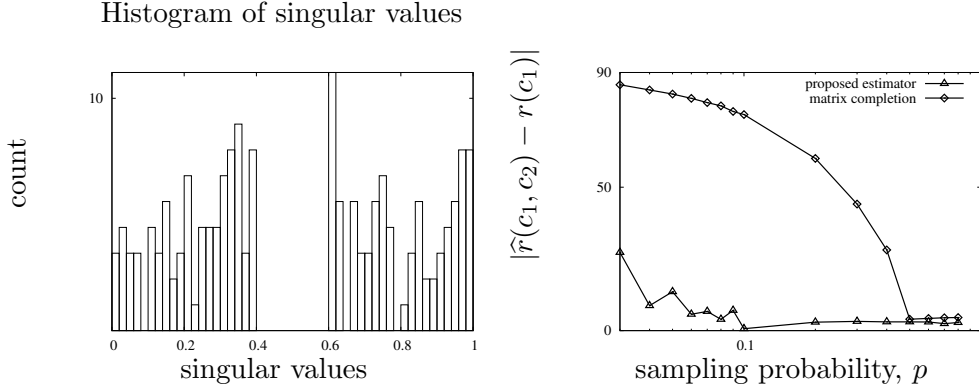 Histogram of singular values
count
10
0 0.2 0.4 0.6 0.8 1
singular values
|r̂(c₁, c₂) − r(c₁)|
90
50
0
proposed estimator
matrix completion
0.1
sampling probability, p